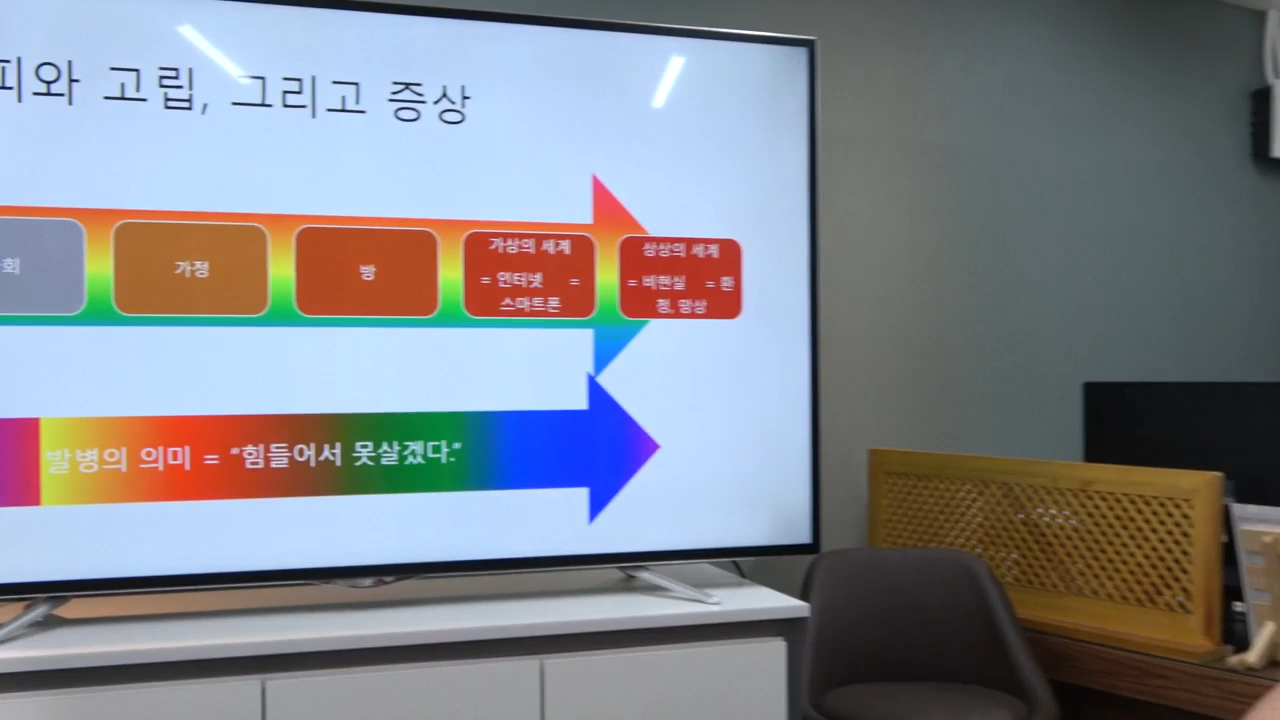 피와 고립, 그리고 증상
회
가정
방
가상의 세계
= 인터넷 =
스마트폰
상상의 세계
= 비현실 = 환
청, 망상
발병의 의미 = "힘들어서 못살겠다."